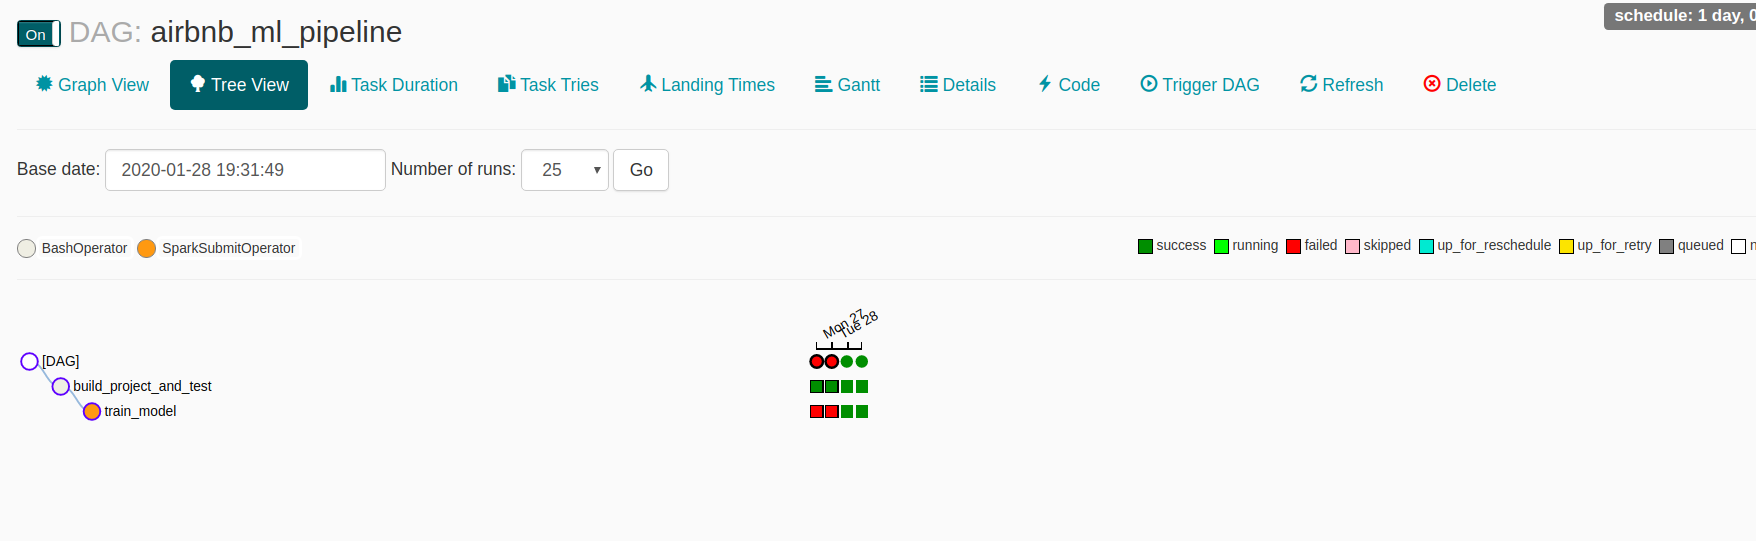 On DAG: airbnb_ml_pipeline
schedule: 1 day, 0
Graph View Tree View Task Duration Task Tries Landing Times Gantt Details Code Trigger DAG Refresh Delete
Base date: 2020-01-28 19:31:49 Number of runs: 25 Go
BashOperator SparkSubmitOperator
success running failed skipped up_for_reschedule up_for_retry queued n
Mon 27
Tue 28
[DAG]
build_project_and_test
train_model